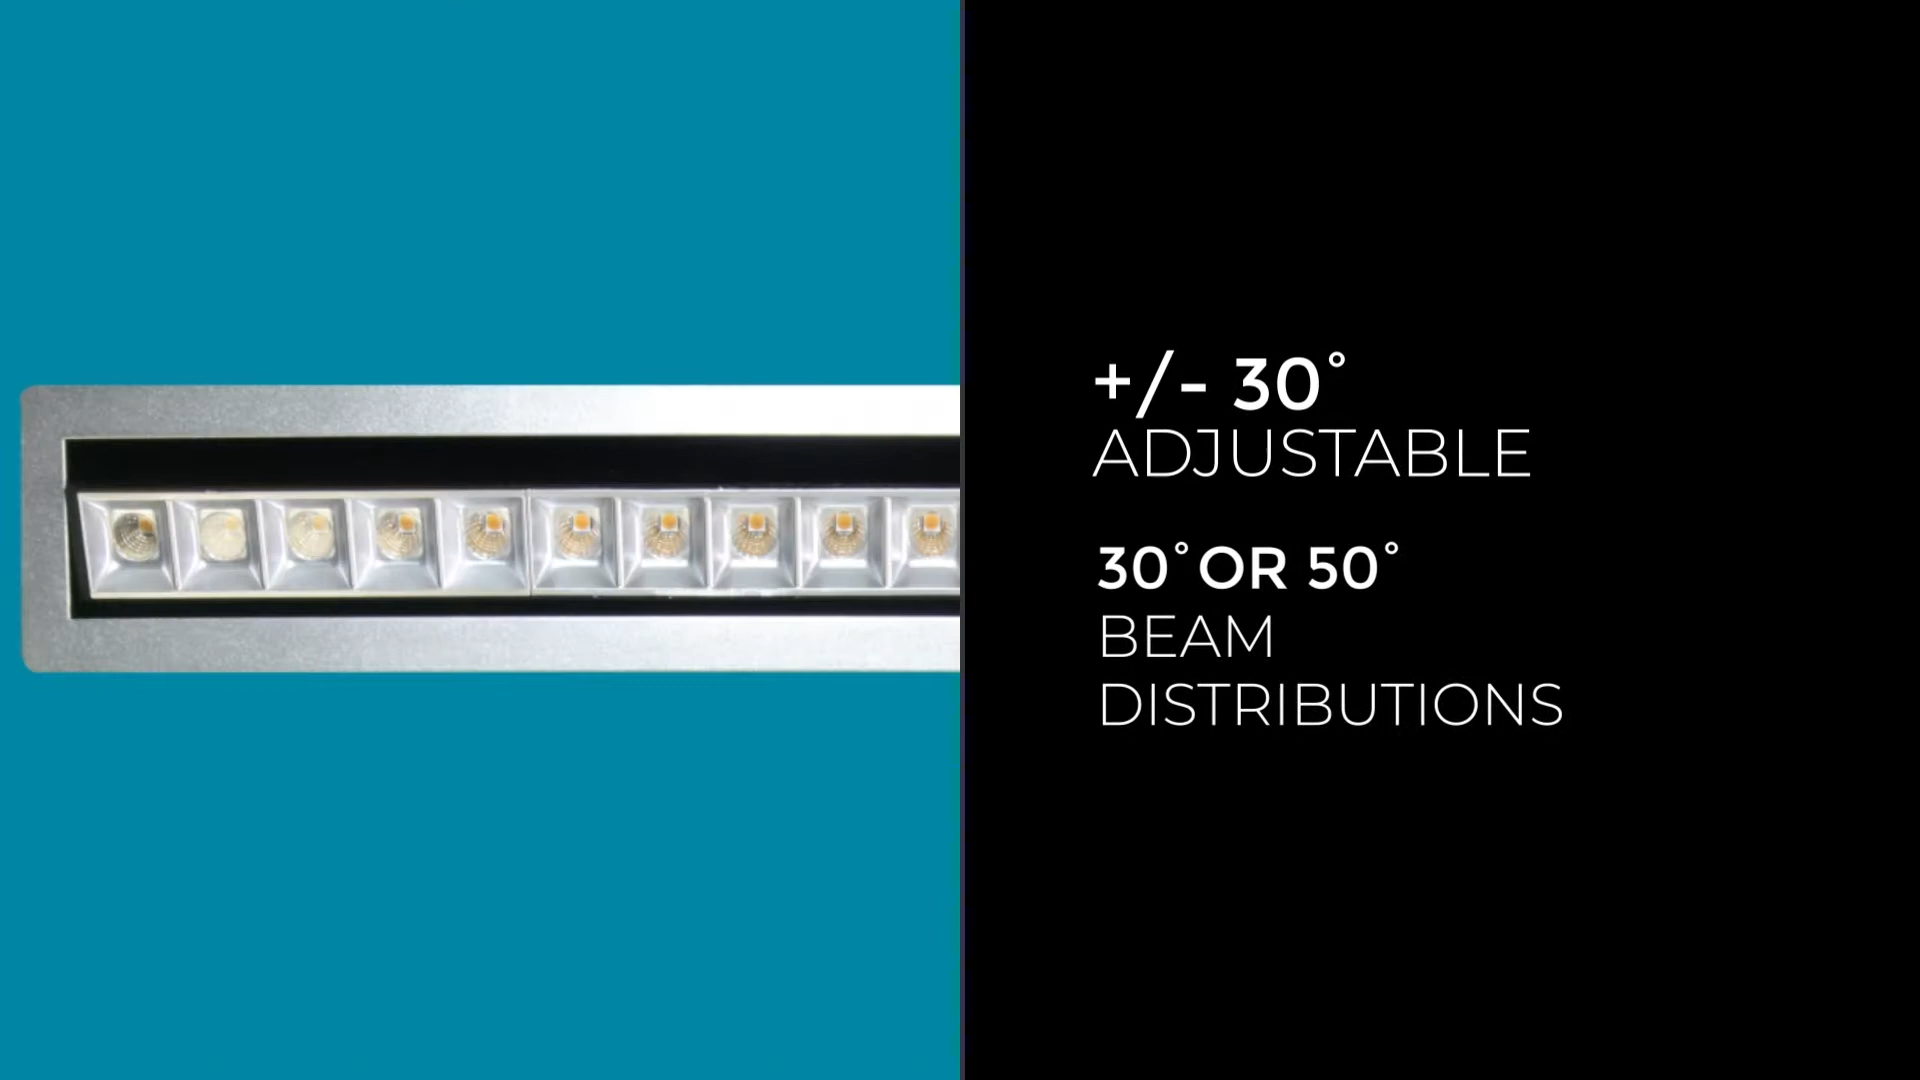 +/- 30°
ADJUSTABLE
30° OR 50°
BEAM
DISTRIBUTIONS